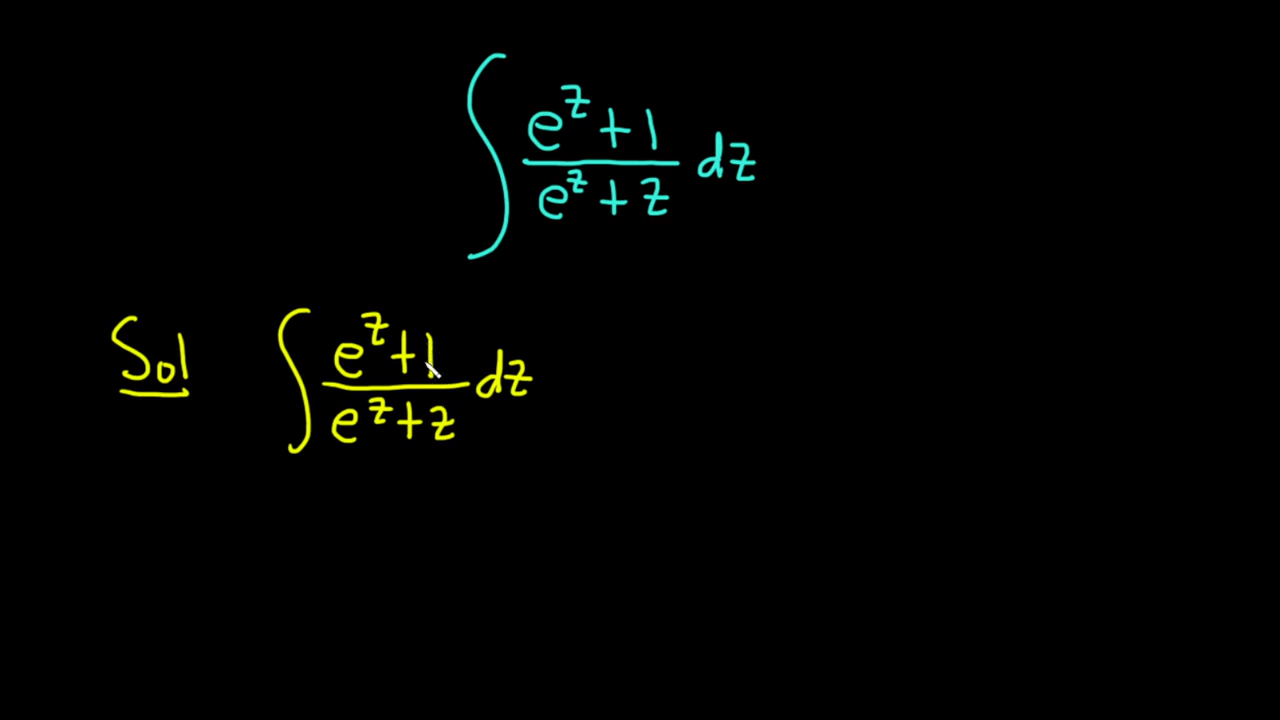 ∫ (e^z + 1)/(e^z + z) dz
Sol ∫ (e^z + 1)/(e^z + z) dz